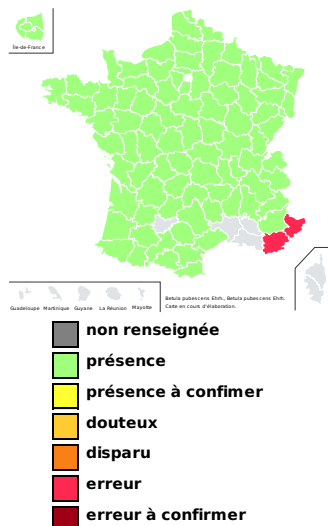 Île-de-France
Guadeloupe Martinique Guyane La Réunion Mayotte
Betula pubescens Ehrh., Betula pubescens Ehrh.
Carte en cours d'élaboration.
non renseignée
présence
présence à confimer
douteux
disparu
erreur
erreur à confirmer